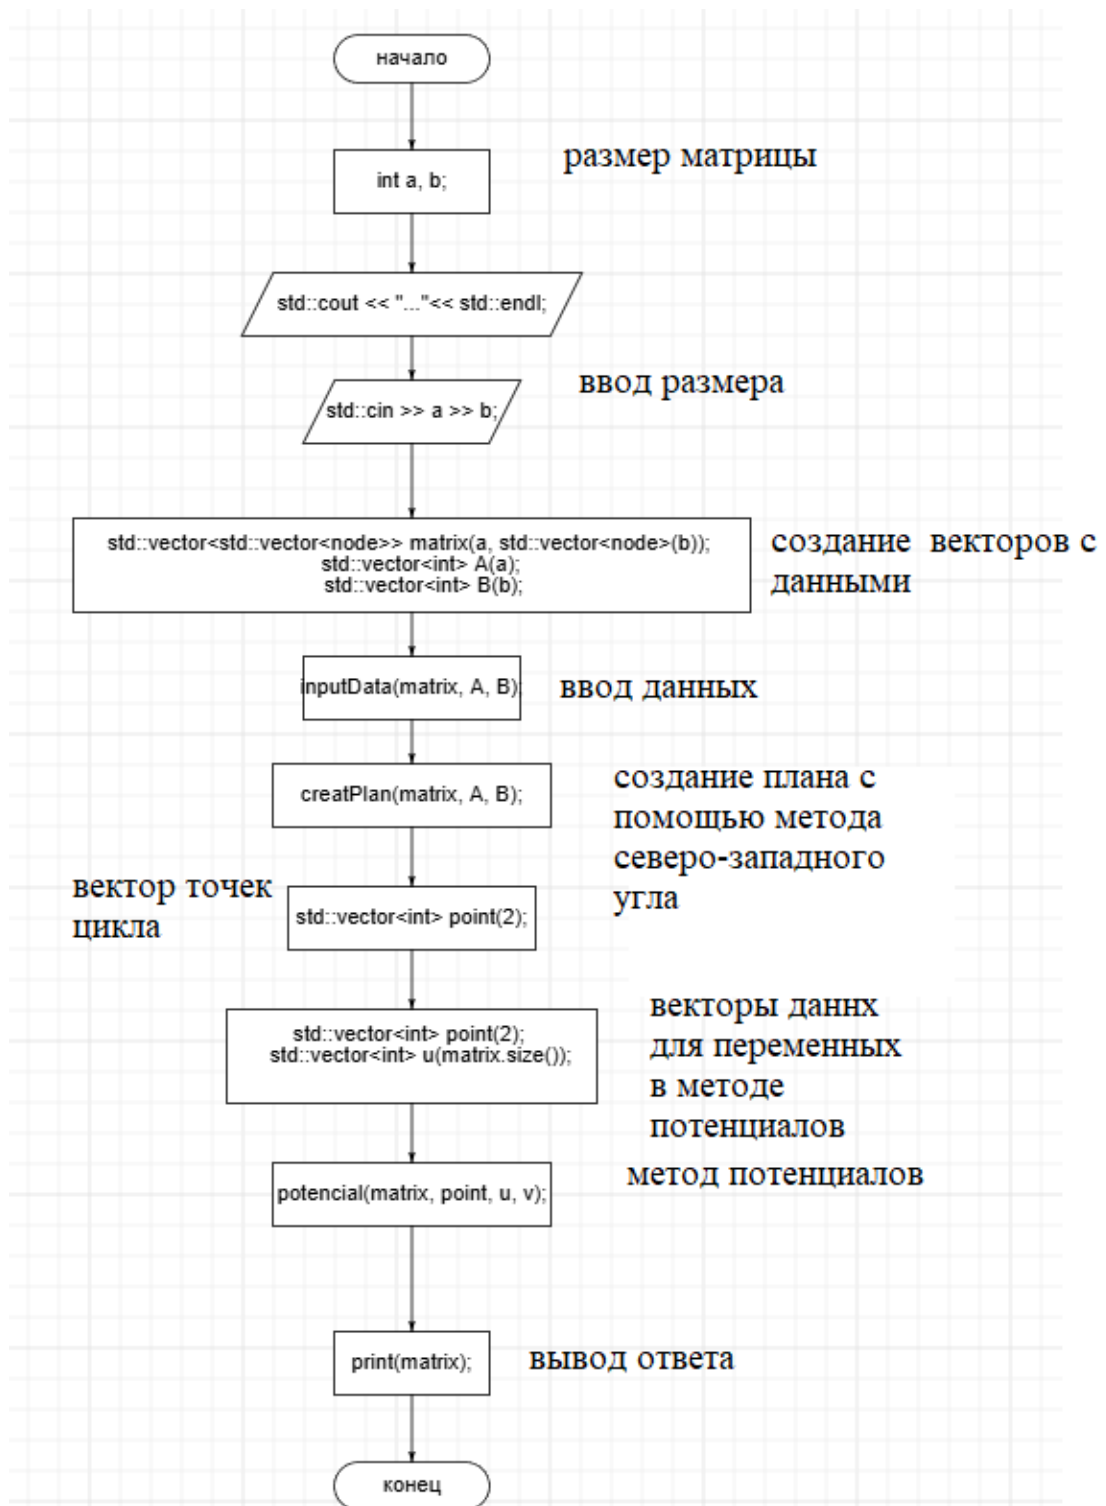 начало
размер матрицы
int a, b;
std::cout << "..."<< std::endl;
ввод размера
std::cin >> a >> b;
std::vector<std::vector<node>> matrix(a, std::vector<node>(b));
std::vector<int> A(a);
std::vector<int> B(b);
создание векторов с
данными
inputData(matrix, A, B);
ввод данных
creatPlan(matrix, A, B);
создание плана с
помощью метода
северо-западного
угла
вектор точек
цикла
std::vector<int> point(2);
std::vector<int> point(2);
std::vector<int> u(matrix.size());
векторы даннх
для переменных
в методе
потенциалов
potencial(matrix, point, u, v);
метод потенциалов
print(matrix);
вывод ответа
конец